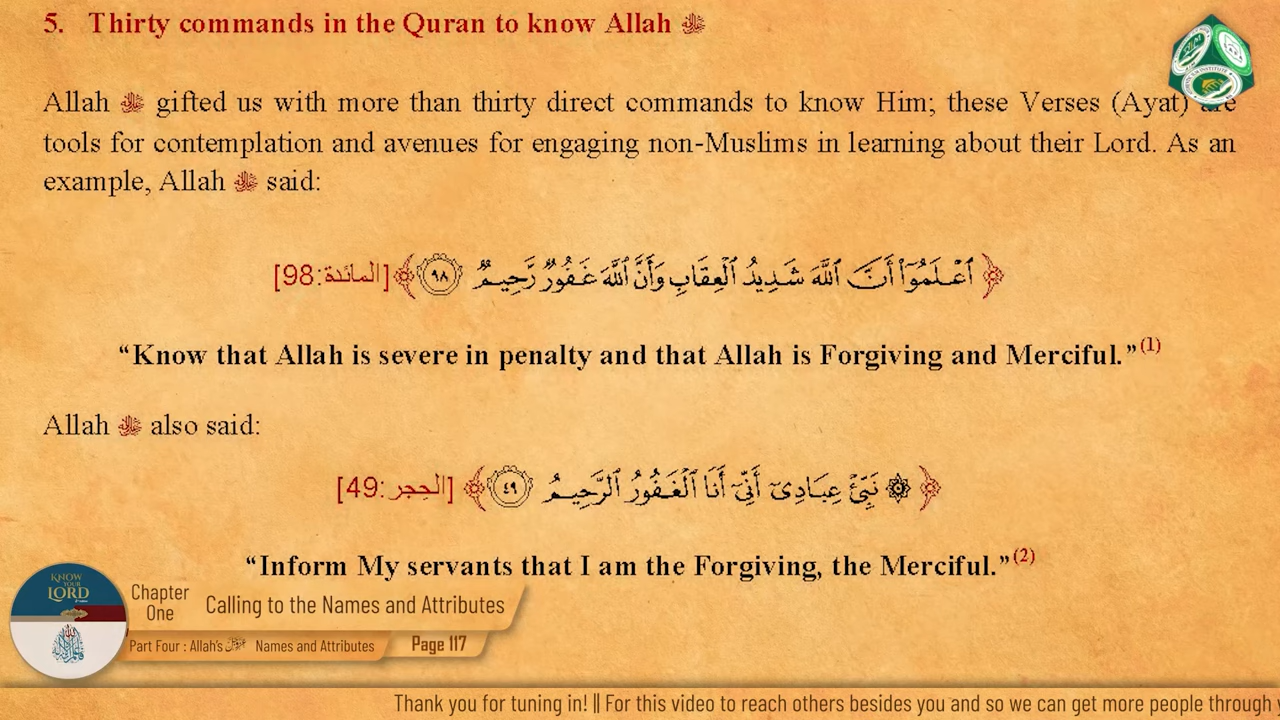 5. Thirty commands in the Quran to know Allah ﷻ
Allah ﷻ gifted us with more than thirty direct commands to know Him; these Verses (Ayat) are
tools for contemplation and avenues for engaging non-Muslims in learning about their Lord. As an
example, Allah ﷻ said:
﴿ٱعۡلَمُوٓاْ أَنَّ ٱللَّهَ شَدِيدُ ٱلۡعِقَابِ وَأَنَّ ٱللَّهَ غَفُورٞ رَّحِيمٞ ٩٨﴾ [المائدة:98]
“Know that Allah is severe in penalty and that Allah is Forgiving and Merciful.”(1)
Allah ﷻ also said:
﴿۞ نَبِّئۡ عِبَادِيٓ أَنِّيٓ أَنَا ٱلۡغَفُورُ ٱلرَّحِيمُ ٤٩﴾ [الحِجر:49]
“Inform My servants that I am the Forgiving, the Merciful.”(2)
KNOW
YOUR
LORD
Chapter
One
Calling to the Names and Attributes
Part Four : Allah's ﷻ Names and Attributes
Page 117
Thank you for tuning in! || For this video to reach others besides you and so we can get more people through